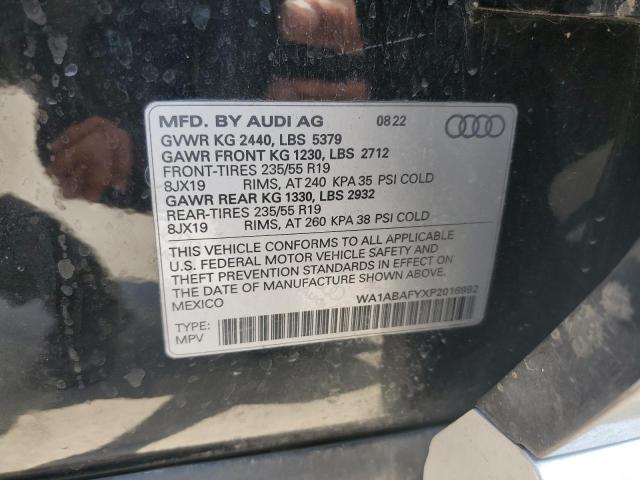 MFD. BY AUDI AG 08 22
GVWR KG 2440, LBS 5379
GAWR FRONT KG 1230, LBS 2712
FRONT-TIRES 235/55 R19
8JX19 RIMS, AT 240 KPA 35 PSI COLD
GAWR REAR KG 1330, LBS 2932
REAR-TIRES 235/55 R19
8JX19 RIMS, AT 260 KPA 38 PSI COLD
THIS VEHICLE CONFORMS TO ALL APPLICABLE
U.S. FEDERAL MOTOR VEHICLE SAFETY AND
THEFT PREVENTION STANDARDS IN EFFECT ON
THE DATE OF MANUFACTURE SHOWN ABOVE.
MEXICO
WA1ABAFYXP2016992
TYPE:
MPV